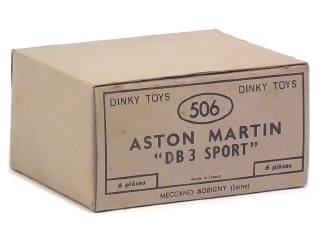 DINKY TOYS 506 DINKY TOYS
ASTON MARTIN
"DB 3 SPORT"
6 pièces Made in France 6 pièces
MECCANO BOBIGNY (Seine)